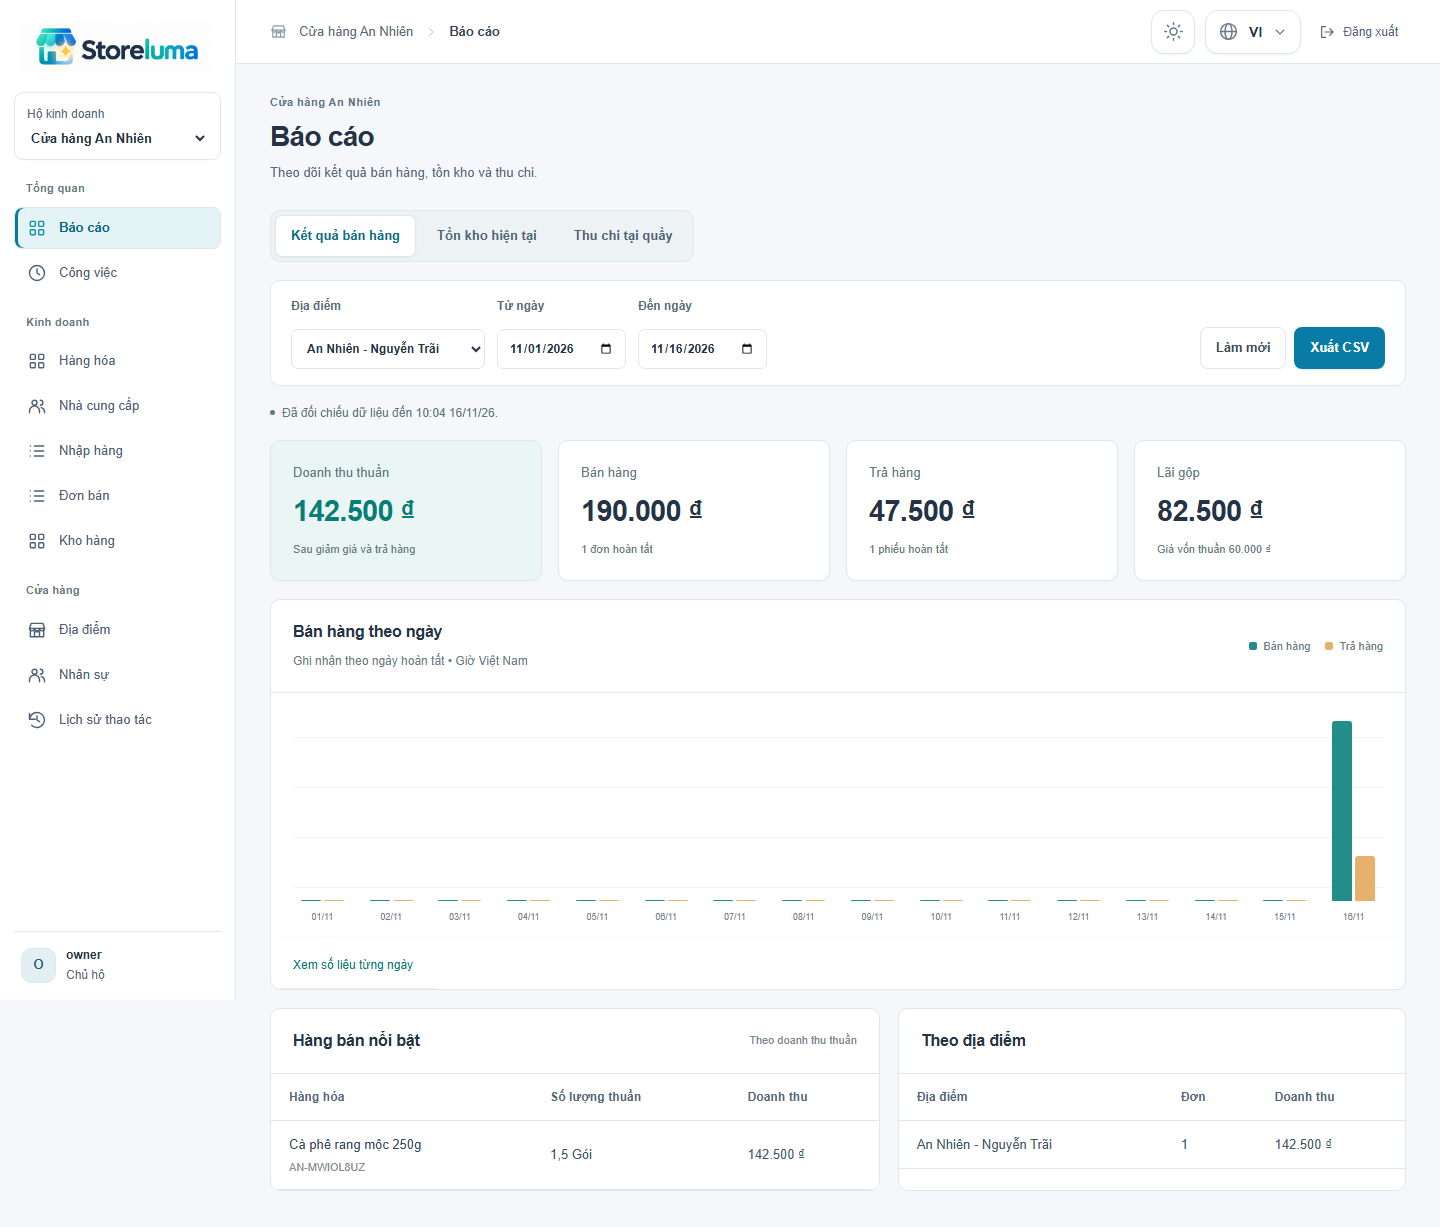 Storeluma
Hộ kinh doanh
Cửa hàng An Nhiên
Tổng quan
Báo cáo
Công việc
Kinh doanh
Hàng hóa
Nhà cung cấp
Nhập hàng
Đơn bán
Kho hàng
Cửa hàng
Địa điểm
Nhân sự
Lịch sử thao tác
O
owner
Chủ hộ
Cửa hàng An Nhiên
Báo cáo
VI
Đăng xuất
Cửa hàng An Nhiên
Báo cáo
Theo dõi kết quả bán hàng, tồn kho và thu chi.
Kết quả bán hàng
Tồn kho hiện tại
Thu chi tại quầy
Địa điểm
Từ ngày
Đến ngày
An Nhiên - Nguyễn Trãi
11/01/2026
11/16/2026
Làm mới
Xuất CSV
Đã đối chiếu dữ liệu đến 10:04 16/11/26.
Doanh thu thuần
142.500 ₫
Sau giảm giá và trả hàng
Bán hàng
190.000 ₫
1 đơn hoàn tất
Trả hàng
47.500 ₫
1 phiếu hoàn tất
Lãi gộp
82.500 ₫
Giá vốn thuần 60.000 ₫
Bán hàng theo ngày
Ghi nhận theo ngày hoàn tất • Giờ Việt Nam
Bán hàng
Trả hàng
01/11
02/11
03/11
04/11
05/11
06/11
07/11
08/11
09/11
10/11
11/11
12/11
13/11
14/11
15/11
16/11
Xem số liệu từng ngày
Hàng bán nổi bật
Theo doanh thu thuần
Hàng hóa
Số lượng thuần
Doanh thu
Cà phê rang mộc 250g
AN-MWIOL8UZ
1,5 Gói
142.500 ₫
Theo địa điểm
Địa điểm
Đơn
Doanh thu
An Nhiên - Nguyễn Trãi
1
142.500 ₫